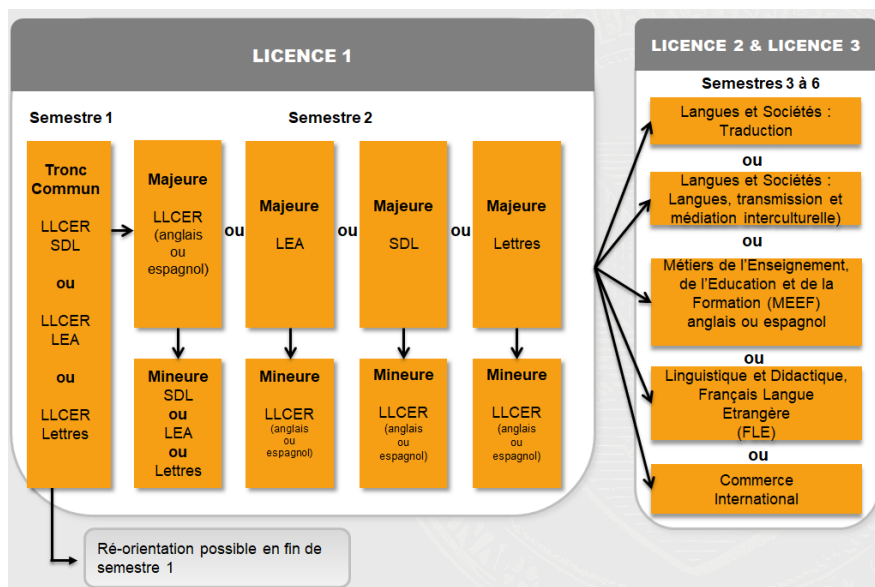 LICENCE 1
Semestre 1
Semestre 2
Tronc
Commun
LLCER
SDL
ou
LLCER
LEA
ou
LLCER
Lettres
Majeure
LLCER
(anglais
ou
espagnol)
ou
Majeure
LEA
ou
Majeure
SDL
ou
Majeure
Lettres
Mineure
SDL
ou
LEA
ou
Lettres
Mineure
LLCER
(anglais
ou
espagnol)
Mineure
LLCER
(anglais
ou
espagnol)
Mineure
LLCER
(anglais
ou
espagnol)
Ré-orientation possible en fin de
semestre 1
LICENCE 2 & LICENCE 3
Semestres 3 à 6
Langues et Sociétés :
Traduction
ou
Langues et Sociétés :
Langues, transmission et
médiation interculturelle)
ou
Métiers de l'Enseignement,
de l'Education et de la
Formation (MEEF)
anglais ou espagnol
ou
Linguistique et Didactique,
Français Langue
Etrangère
(FLE)
ou
Commerce
International